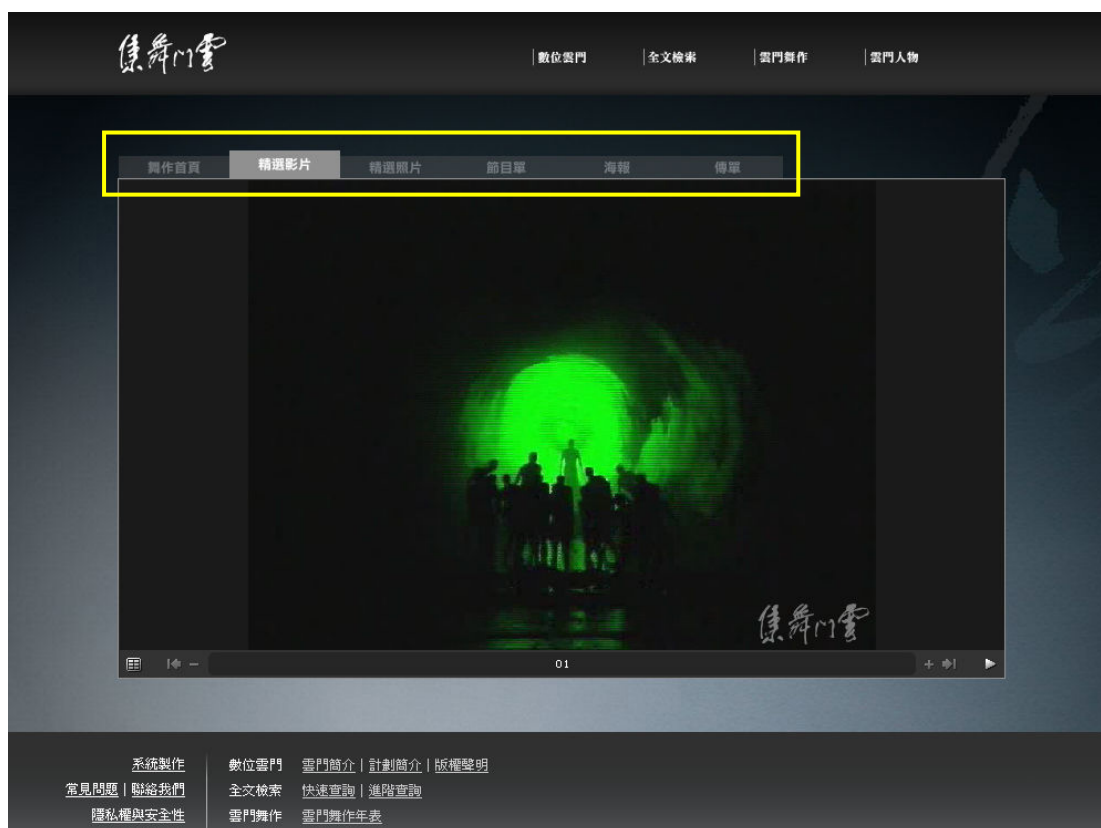 雲門舞集
數位雲門 全文檢索 雲門舞作 雲門人物
舞作首頁 精選影片 精選照片 節目單 海報 傳單
雲門舞集
01
系統製作 數位雲門 雲門簡介 | 計劃簡介 | 版權聲明
常見問題 | 聯絡我們 全文檢索 快速查詢 | 進階查詢
隱私權與安全性 雲門舞作 雲門舞作年表